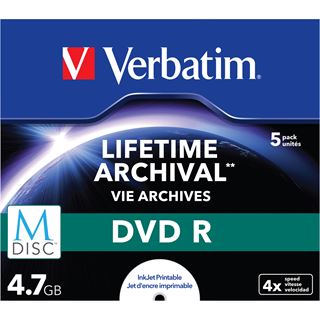 Verbatim
LIFETIME
ARCHIVAL**
VIE ARCHIVES
5 pack
unités
M
DISC™
DVD R
4.7GB
InkJet Printable
Jet d'encre imprimable
4x speed
vitesse
velocidad